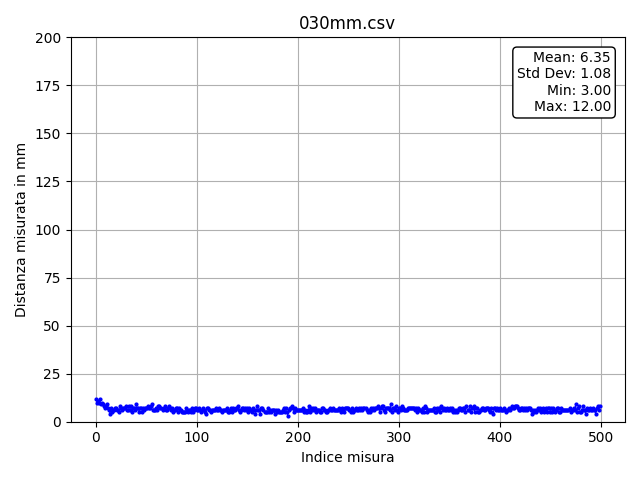 030mm.csv
200
175
150
125
100
75
50
25
0
Distanza misurata in mm
Mean: 6.35
Std Dev: 1.08
Min: 3.00
Max: 12.00
0 100 200 300 400 500
Indice misura